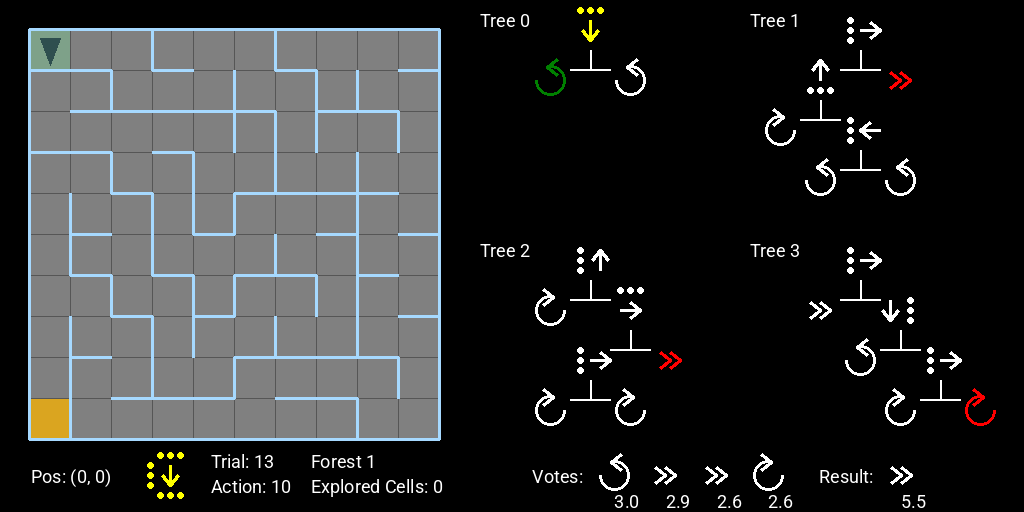 Tree 0
Tree 1
Tree 2
Tree 3
Pos: (0, 0)
Trial: 13
Forest 1
Action: 10
Explored Cells: 0
Votes:
3.0
2.9
2.6
2.6
Result:
5.5